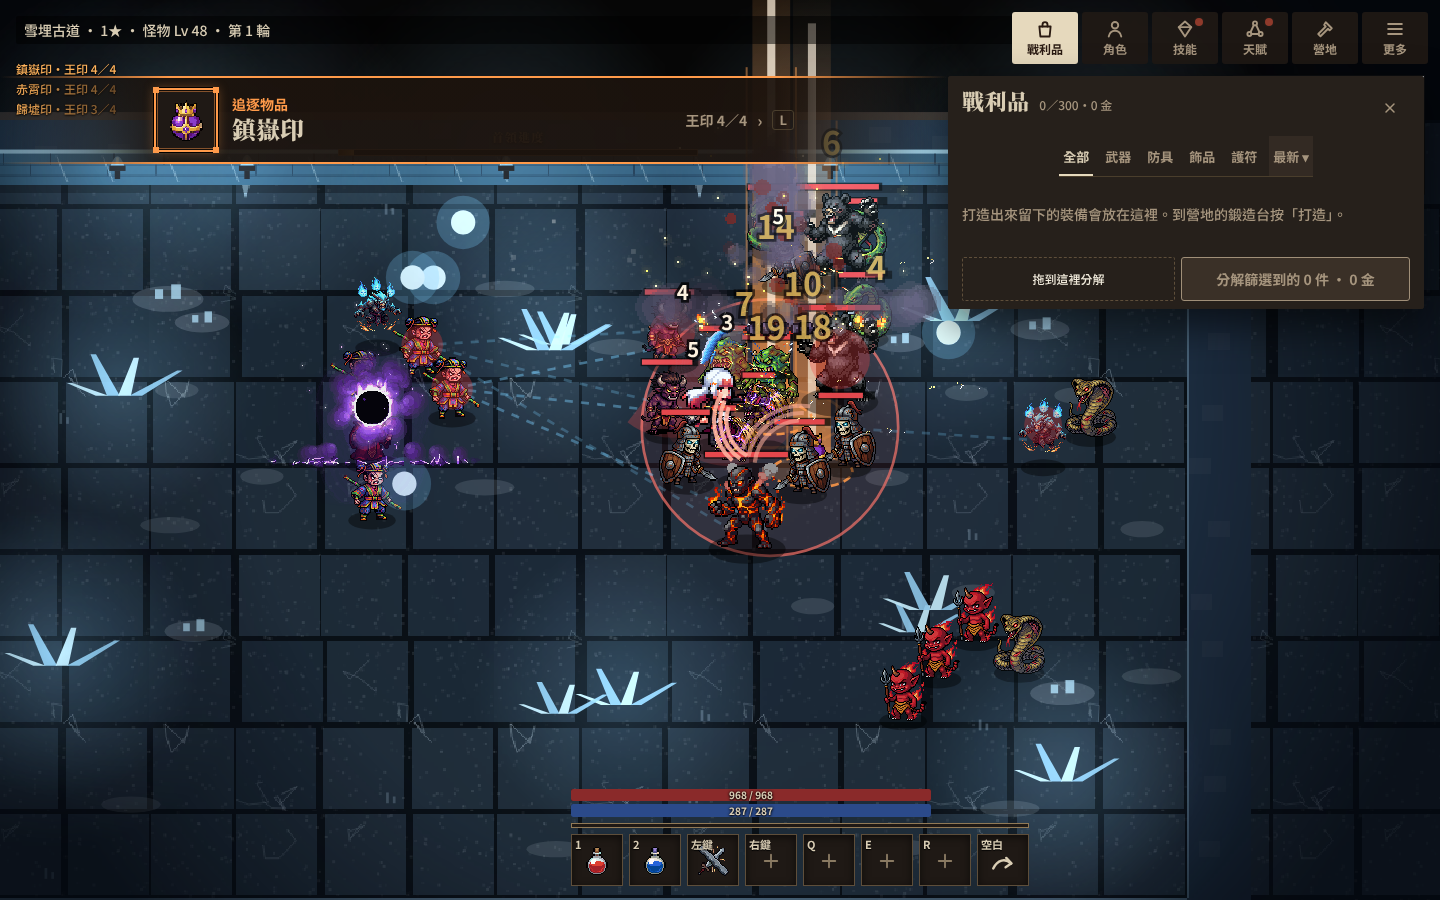 雪埋古道 · 1★ · 怪物 Lv 48 · 第 1 輪
鎮嶽印·王印 4／4
赤霄印·王印 4／4
歸墟印·王印 3／4
追逐物品
鎮嶽印
王印 4／4 › L
戰利品
角色
技能
天賦
營地
更多
戰利品 0／300·0 金
×
全部 武器 防具 飾品 護符 最新▾
打造出來留下的裝備會放在這裡。到營地的鍛造台按「打造」。
拖到這裡分解
分解篩選到的 0 件 · 0 金
6
5
14
4
10
4
7
3
19
18
5
968 / 968
287 / 287
1
2
左鍵
右鍵
Q
E
R
空白